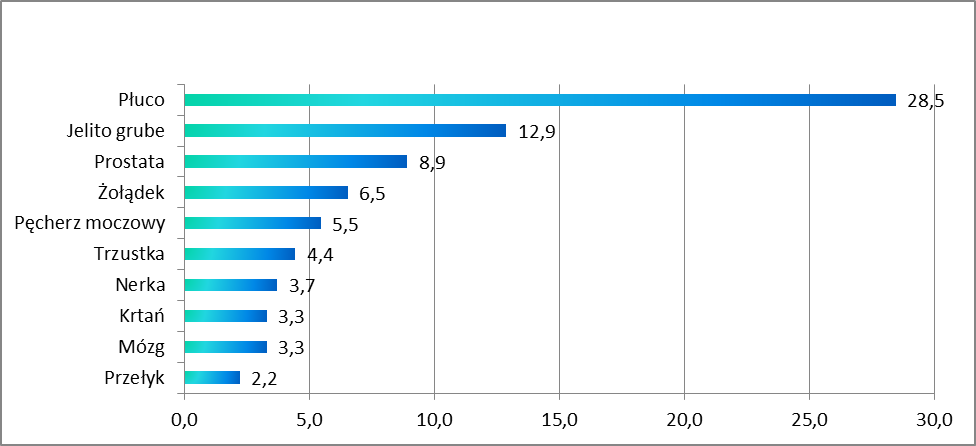 Płuco 28,5
Jelito grube 12,9
Prostata 8,9
Żołądek 6,5
Pęcherz moczowy 5,5
Trzustka 4,4
Nerka 3,7
Krtań 3,3
Mózg 3,3
Przełyk 2,2
0,0 5,0 10,0 15,0 20,0 25,0 30,0